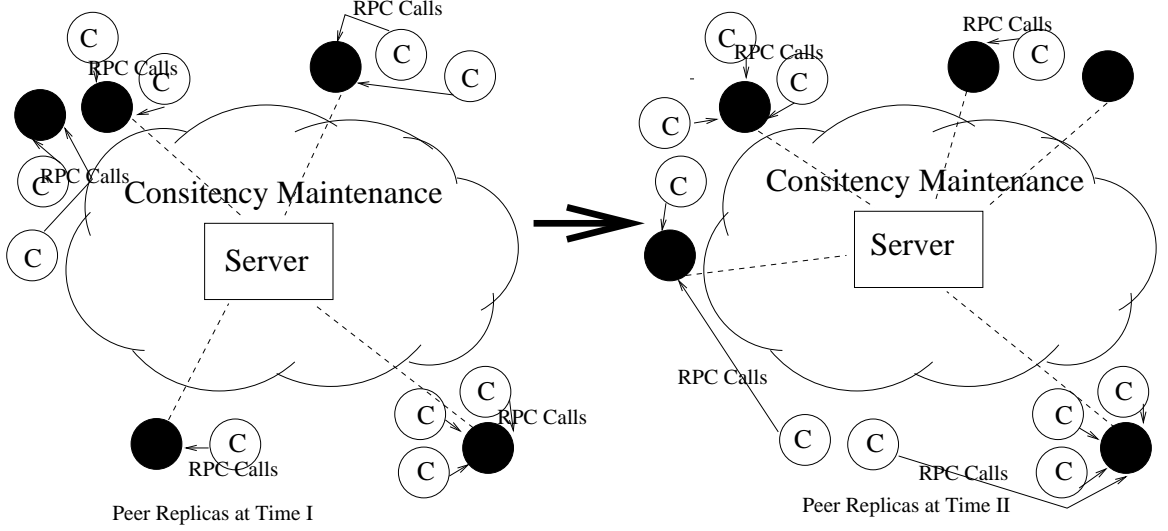 RPC Calls
C
C
C
RPC Calls
C
C
RPC Calls
C
Consitency Maintenance
Server
C
C
C
RPC Calls
C
C
RPC Calls
Peer Replicas at Time I
C
RPC Calls
C
RPC Calls
C
C
C
Consitency Maintenance
Server
RPC Calls
C
C
C
C
C
RPC Calls
Peer Replicas at Time II